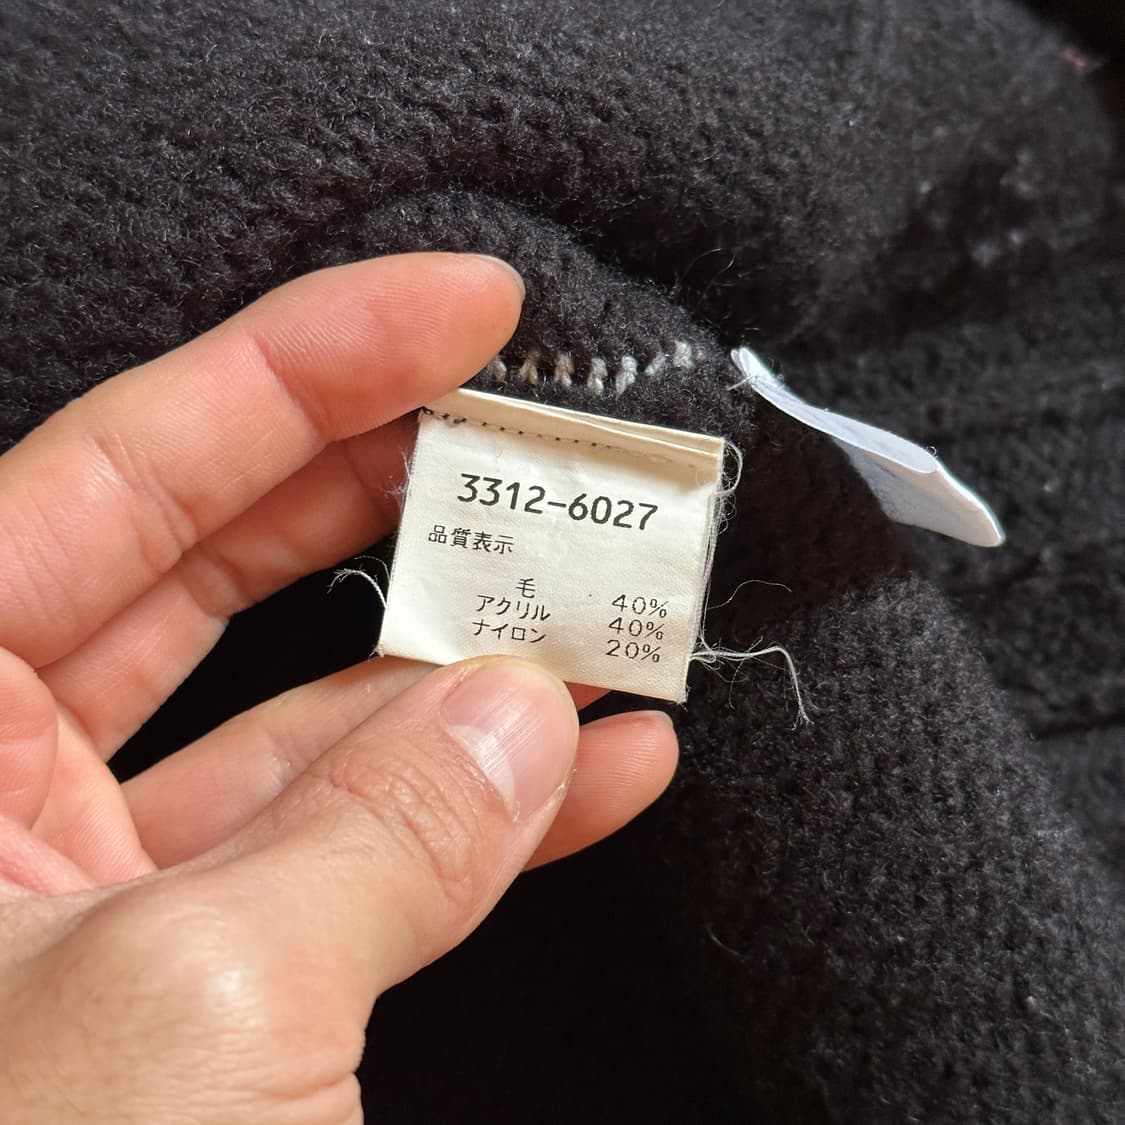 3312-6027
品質表示
毛 40%
アクリル 40%
ナイロン 20%